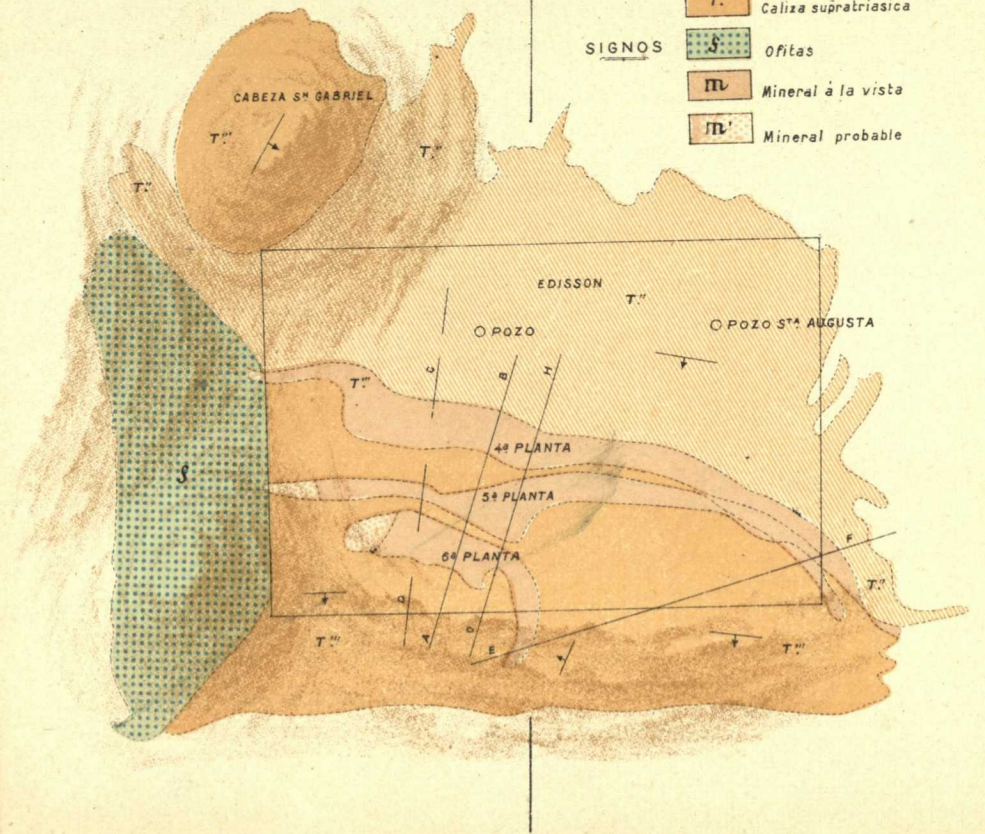 T.
Caliza supratriasica
SIGNOS
§
Ofitas
m
Mineral á la vista
m'
Mineral probable
CABEZA Sⁿ GABRIEL
T.'''
T.''
T.''
EDISSON
T.''
POZO
POZO Sᵀᴬ AUGUSTA
C
B
H
T.'''
4ª PLANTA
§
5ª PLANTA
6ª PLANTA
F
T.''
D
A
D
E
T.'''
T.'''